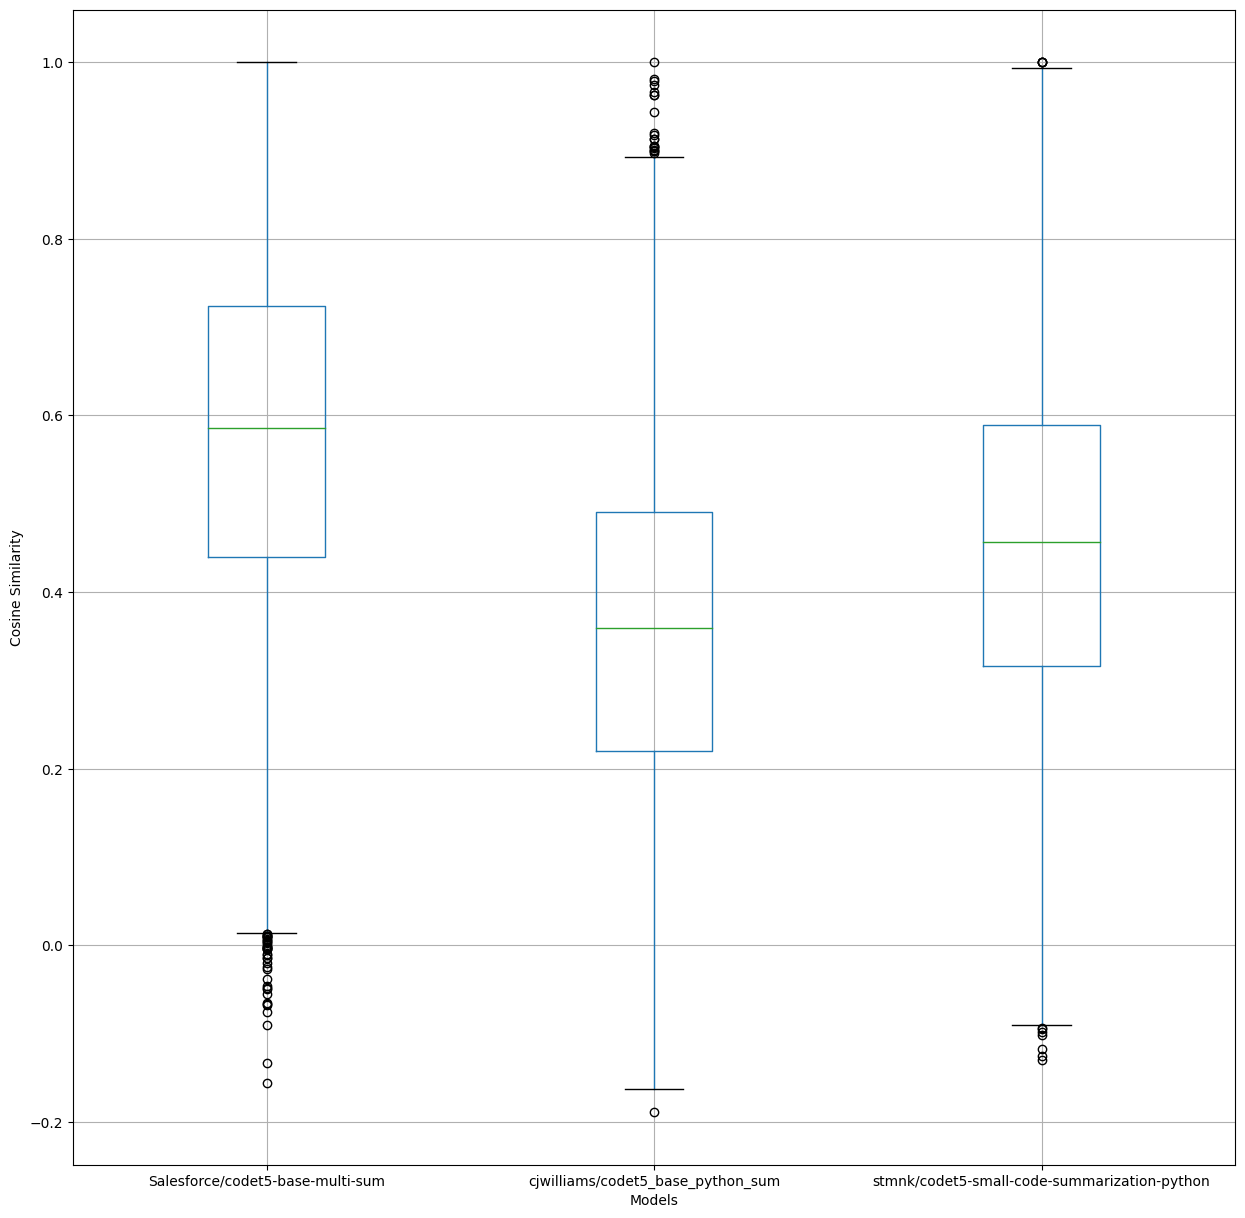 Cosine Similarity
1.0
0.8
0.6
0.4
0.2
0.0
−0.2
Salesforce/codet5-base-multi-sum
cjwilliams/codet5_base_python_sum
stmnk/codet5-small-code-summarization-python
Models